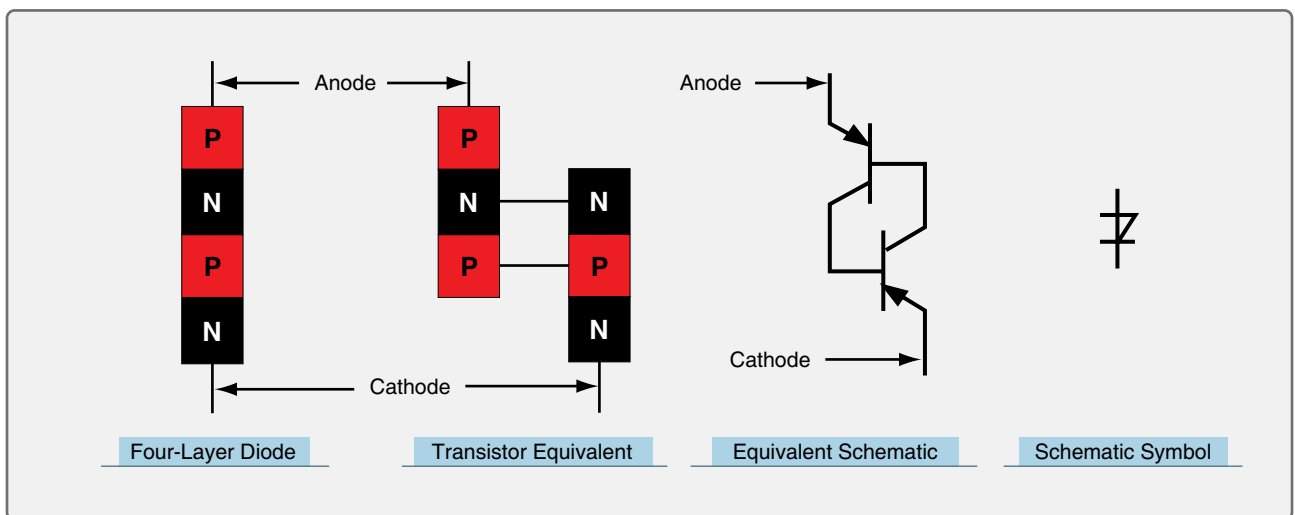 Anode
Anode
P
P
N
N
N
P
P
P
N
N
Cathode
Cathode
Four-Layer Diode
Transistor Equivalent
Equivalent Schematic
Schematic Symbol